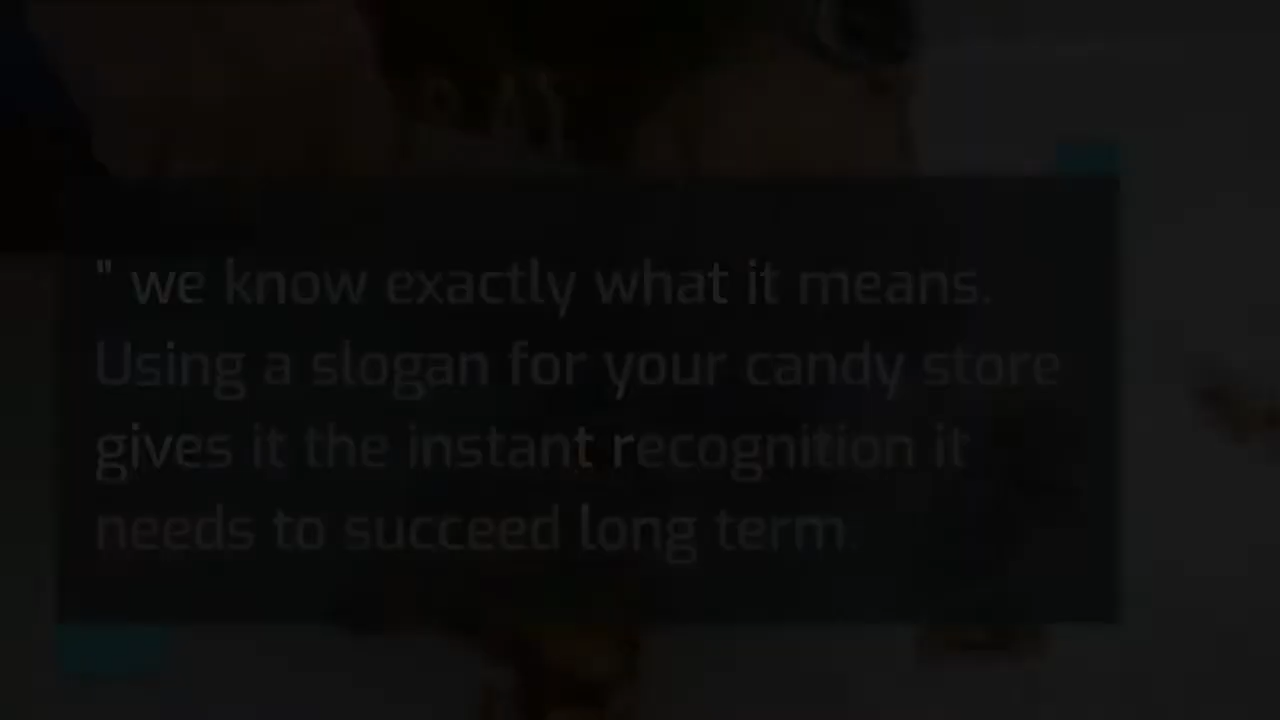 " we know exactly what it means.
Using a slogan for your candy store
gives it the instant recognition it
needs to succeed long term.